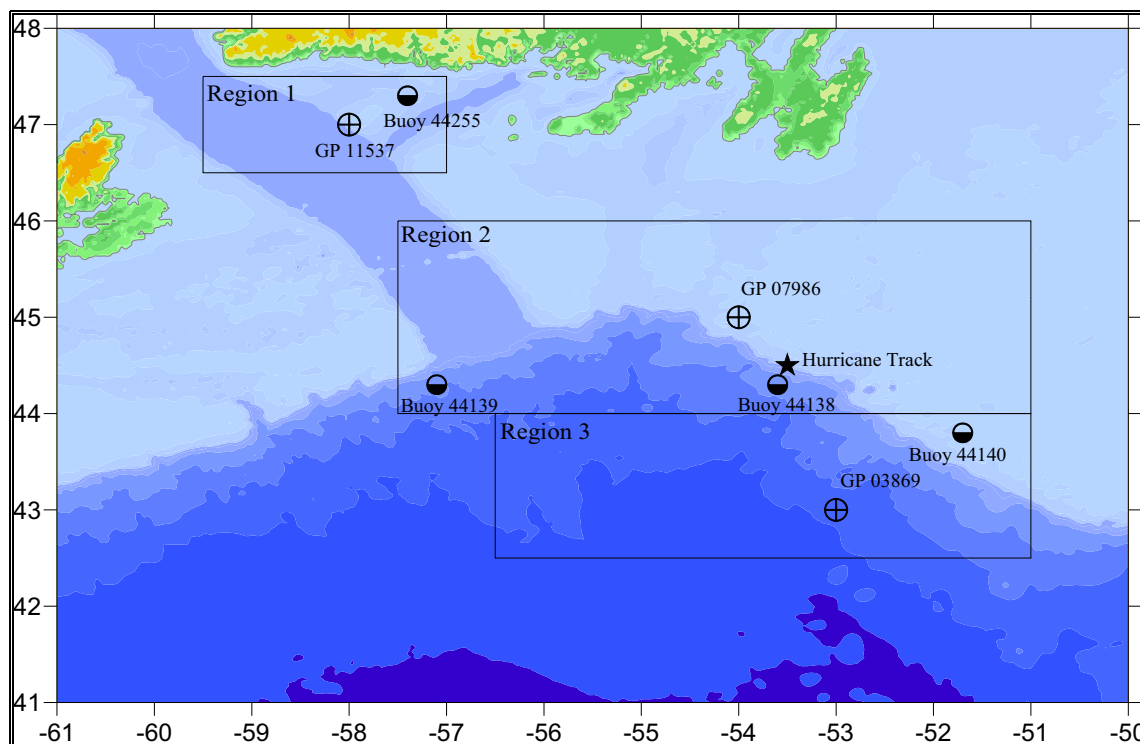 48
47
46
45
44
43
42
41
Region 1
Buoy 44255
GP 11537
Region 2
GP 07986
Hurricane Track
Buoy 44139
Buoy 44138
Region 3
Buoy 44140
GP 03869
-61 -60 -59 -58 -57 -56 -55 -54 -53 -52 -51 -50